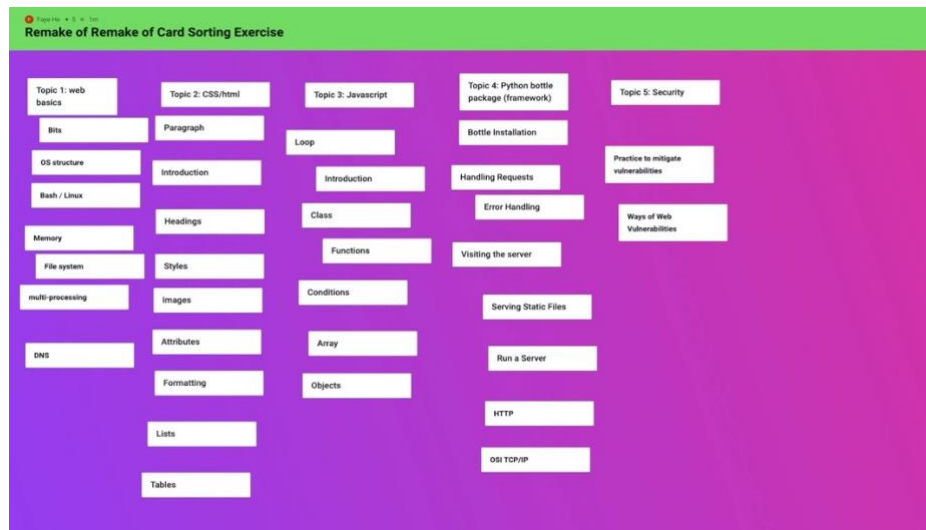 Faye Ho • 5 • 1m
Remake of Remake of Card Sorting Exercise
Topic 1: web
basics
Bits
OS structure
Bash / Linux
Memory
File system
multi-processing
DNS
Topic 2: CSS/html
Paragraph
Introduction
Headings
Styles
Images
Attributes
Formatting
Lists
Tables
Topic 3: Javascript
Loop
Introduction
Class
Functions
Conditions
Array
Objects
Topic 4: Python bottle
package (framework)
Bottle Installation
Handling Requests
Error Handling
Visiting the server
Serving Static Files
Run a Server
HTTP
OSI TCP/IP
Topic 5: Security
Practice to mitigate
vulnerabilities
Ways of Web
Vulnerabilities